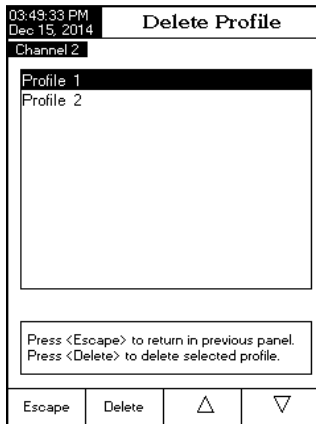 03:49:33 PM
Dec 15, 2014
Delete Profile
Channel 2
Profile 1
Profile 2
Press <Escape> to return in previous panel.
Press <Delete> to delete selected profile.
Escape
Delete